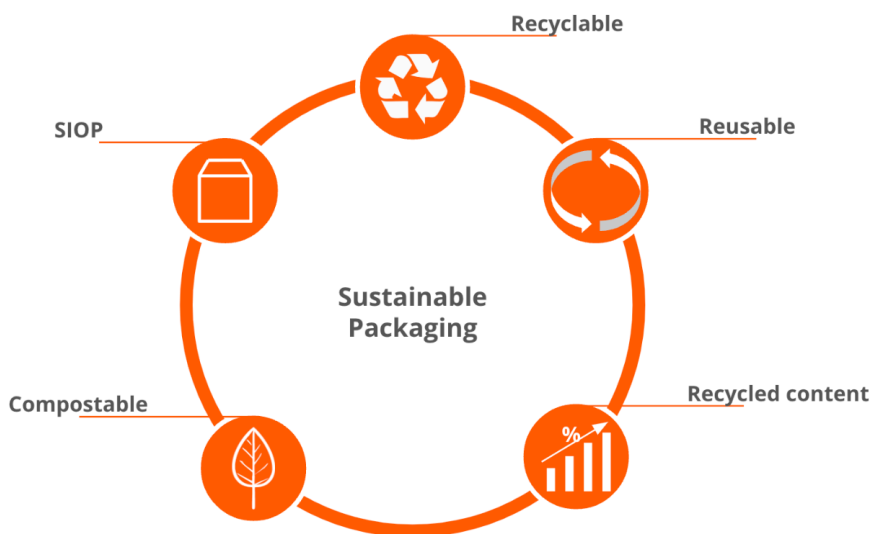 Recyclable
SIOP
Reusable
Sustainable
Packaging
Compostable
Recycled content
%